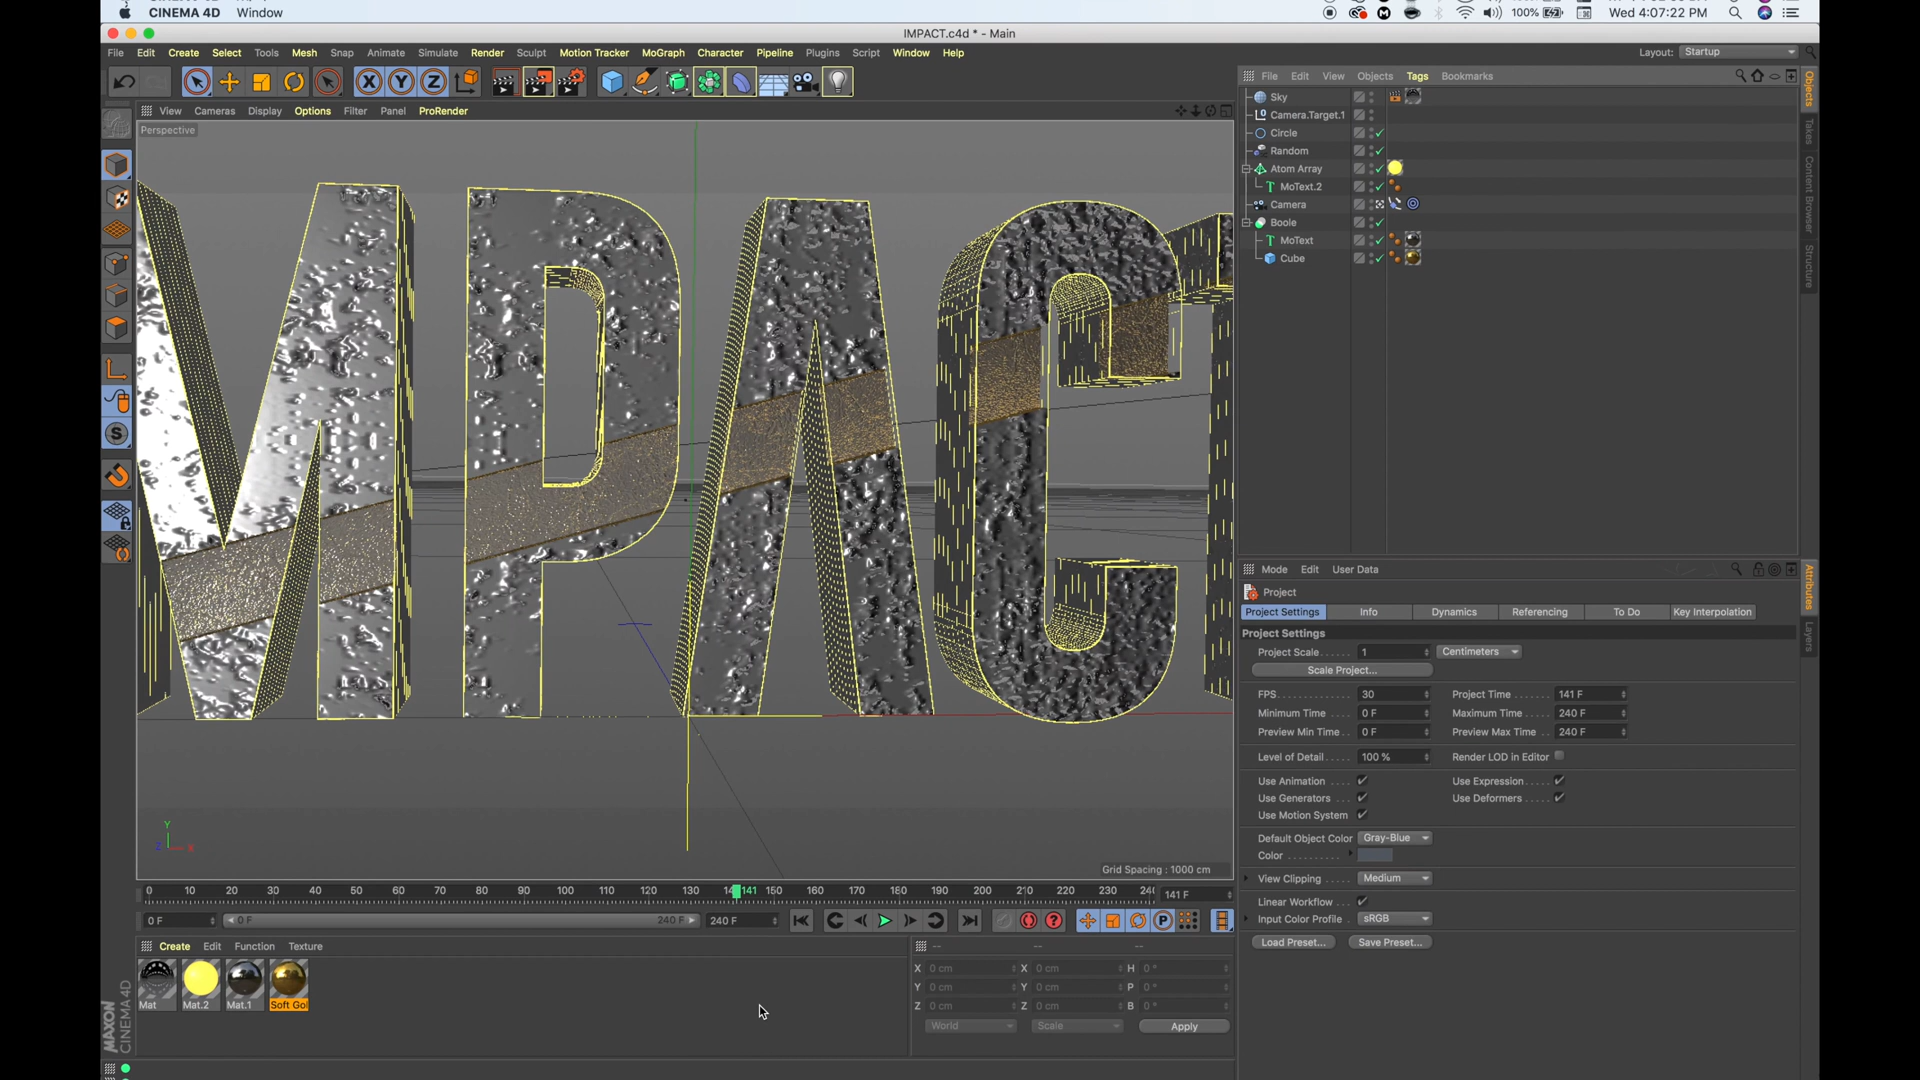 CINEMA 4D Window
100% Wed 4:07:22 PM
IMPACT.c4d * - Main
File Edit Create Select Tools Mesh Snap Animate Simulate Render Sculpt Motion Tracker MoGraph Character Pipeline Plugins Script Window Help
Layout: Startup
X Y Z
File Edit View Objects Tags Bookmarks
View Cameras Display Options Filter Panel ProRender
Perspective
Sky
Camera.Target.1
Circle
Random
Atom Array
MoText.2
Camera
Boole
MoText
Cube
Objects
Takes
Content Browser
Structure
MPACT
Grid Spacing : 1000 cm
Mode Edit User Data
Project
Project Settings Info Dynamics Referencing To Do Key Interpolation
Project Settings
Project Scale 1 Centimeters
Scale Project...
FPS 30 Project Time 141 F
Minimum Time 0 F Maximum Time 240 F
Preview Min Time 0 F Preview Max Time 240 F
Level of Detail 100 % Render LOD in Editor
Use Animation Use Expression
Use Generators Use Deformers
Use Motion System
Default Object Color Gray-Blue
Color
View Clipping Medium
Linear Workflow
Input Color Profile sRGB
Load Preset... Save Preset...
Attributes
Layers
0 10 20 30 40 50 60 70 80 90 100 110 120 130 141 150 160 170 180 190 200 210 220 230 141 F
0 F 0 F 240 F 240 F
Create Edit Function Texture
Mat Mat.2 Mat.1 Soft Gol
-- -- --
X 0 cm X 0 cm H 0 °
Y 0 cm Y 0 cm P 0 °
Z 0 cm Z 0 cm B 0 °
World Scale Apply
MAXON
CINEMA 4D